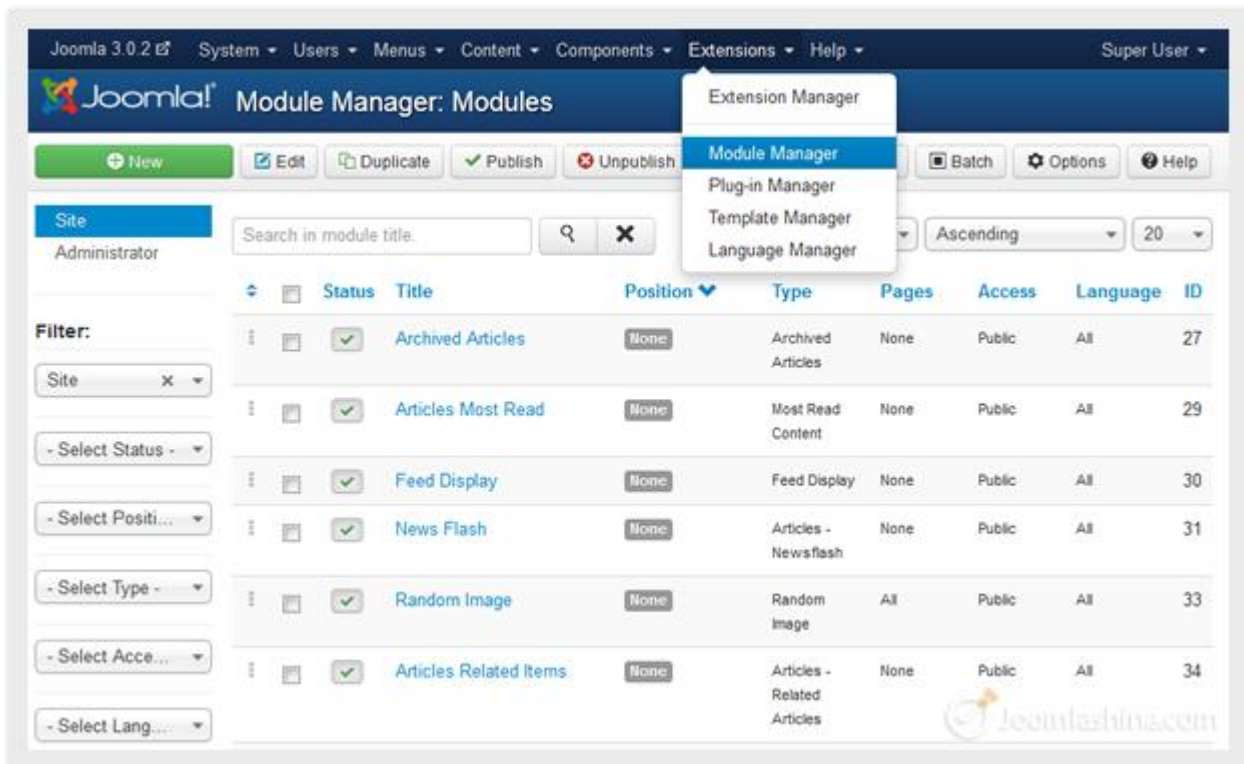 Joomla 3.0.2 System Users Menus Content Components Extensions Help Super User
Joomla! Module Manager: Modules
Extension Manager
Module Manager
Plug-in Manager
Template Manager
Language Manager
New Edit Duplicate Publish Unpublish Batch Options Help
Site
Administrator
Search in module title. Ascending 20
Status Title Position Type Pages Access Language ID
Filter:
Site
- Select Status -
- Select Positi...
- Select Type -
- Select Acce...
- Select Lang...
Archived Articles None Archived None Public All 27
Articles
Articles Most Read None Most Read None Public All 29
Content
Feed Display None Feed Display None Public All 30
News Flash None Articles - None Public All 31
Newsflash
Random Image None Random All Public All 33
Image
Articles Related Items None Articles - None Public All 34
Related
Articles
Joomlashine.com